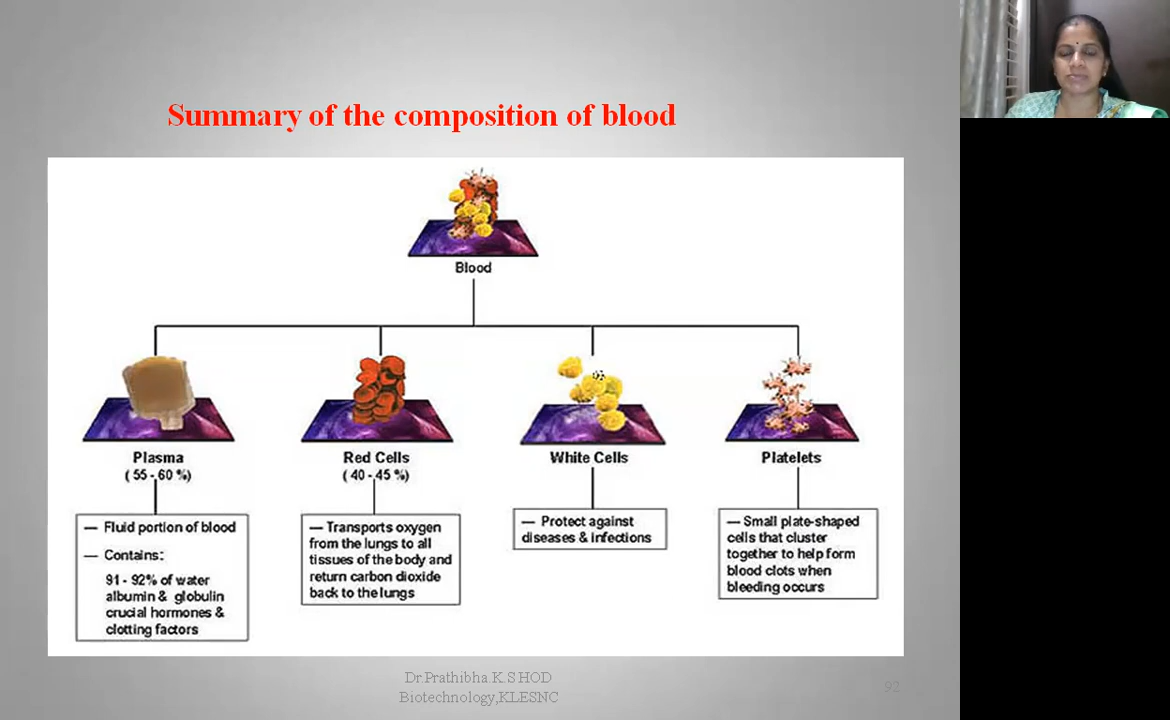 Summary of the composition of blood
Blood
Plasma
( 55 - 60 %)
Red Cells
( 40 - 45 %)
White Cells
Platelets
— Fluid portion of blood
— Contains:
91 - 92% of water
albumin & globulin
crucial hormones &
clotting factors
— Transports oxygen
from the lungs to all
tissues of the body and
return carbon dioxide
back to the lungs
— Protect against
diseases & infections
— Small plate-shaped
cells that cluster
together to help form
blood clots when
bleeding occurs
Dr.Prathibha.K.S HOD
Biotechnology,KLESNC
92